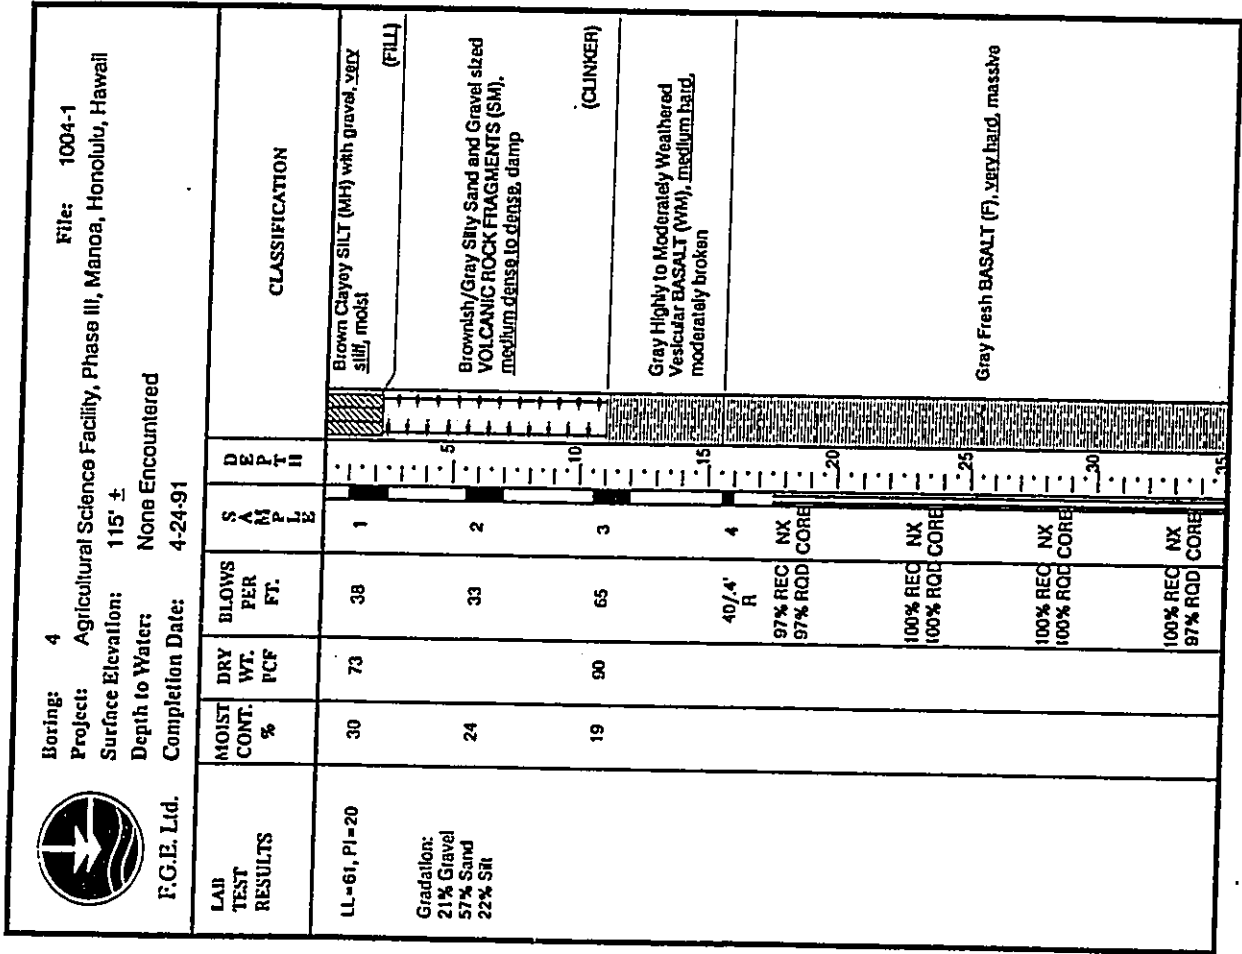 F.G.E. Ltd.
Boring: 4
File: 1004-1
Project: Agricultural Science Facility, Phase III, Manoa, Honolulu, Hawaii
Surface Elevation: 115' ±
Depth to Water: None Encountered
Completion Date: 4-24-91
LAB
TEST
RESULTS
MOIST
CONT.
%
DRY
WT.
PCF
BLOWS
PER
FT.
SAMPLE
DEPTH
CLASSIFICATION
LL=61, PI=20
30
73
38
1
Brown Clayey SILT (MH) with gravel, very
stiff, moist
(FILL)
Gradation:
21% Gravel
57% Sand
22% Silt
24
33
2
5
Brownish/Gray Silty Sand and Gravel sized
VOLCANIC ROCK FRAGMENTS (SM),
medium dense to dense, damp
19
90
65
3
10
(CLINKER)
Gray Highly to Moderately Weathered
Vesicular BASALT (WM), medium hard,
moderately broken
40/.4'
R
4
15
97% REC NX
97% RQD CORE
20
100% REC NX
100% RQD CORE
25
Gray Fresh BASALT (F), very hard, massive
100% REC NX
100% RQD CORE
30
100% REC NX
97% RQD CORE
35